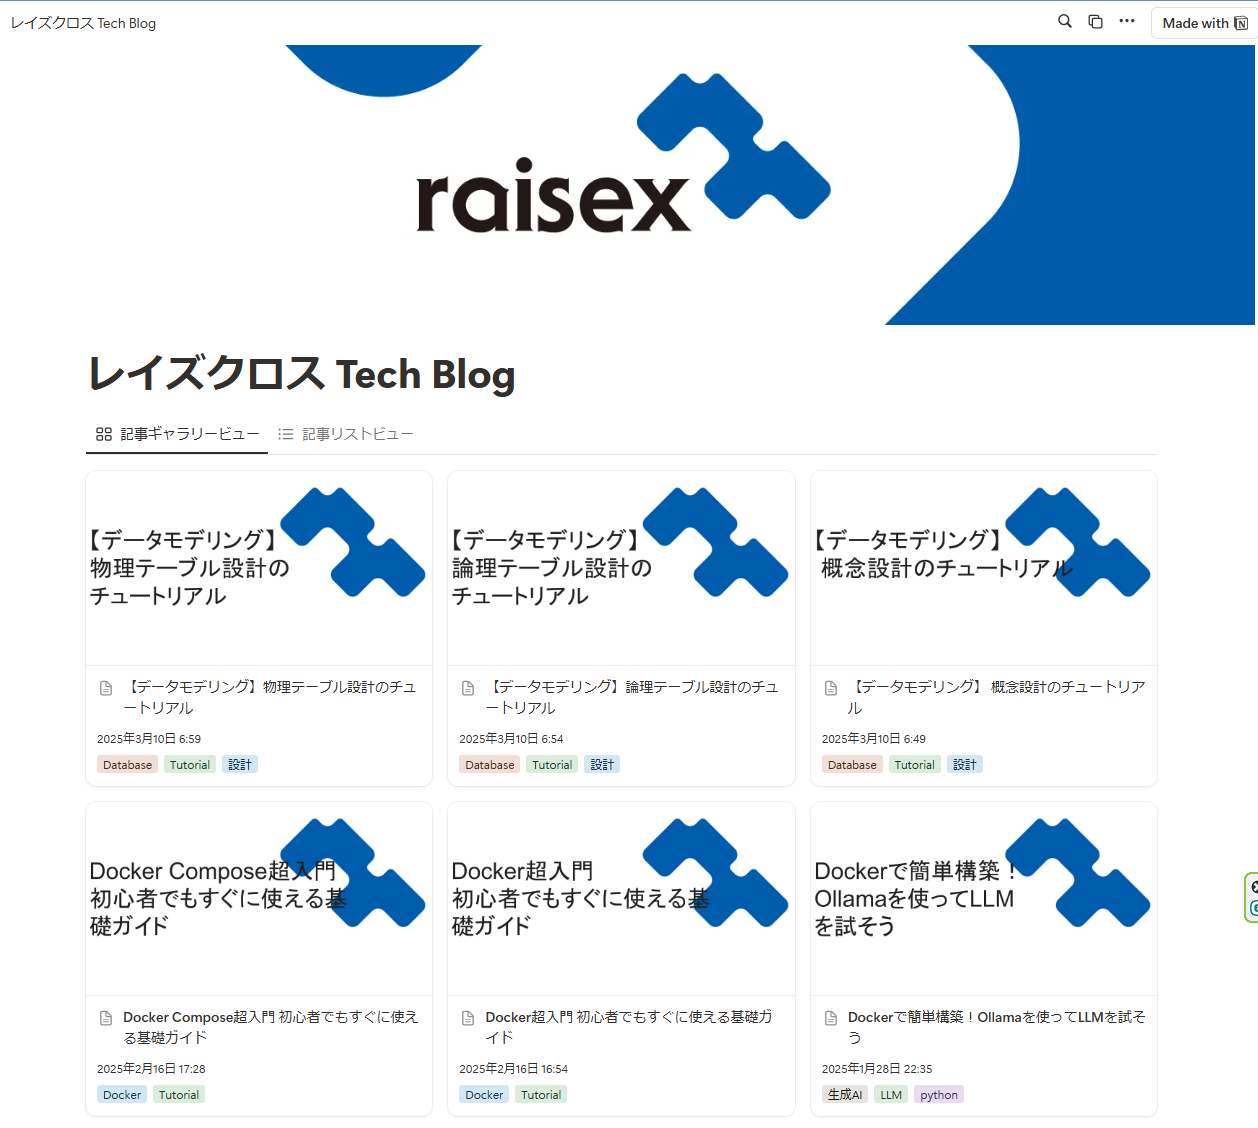 レイズクロス Tech Blog
Made with
raisex
レイズクロス Tech Blog
記事ギャラリービュー 記事リストビュー
【データモデリング】
物理テーブル設計の
チュートリアル
【データモデリング】物理テーブル設計のチュ
ートリアル
2025年3月10日 6:59
Database Tutorial 設計
【データモデリング】
論理テーブル設計の
チュートリアル
【データモデリング】論理テーブル設計のチュ
ートリアル
2025年3月10日 6:54
Database Tutorial 設計
【データモデリング】
概念設計のチュートリアル
【データモデリング】 概念設計のチュートリア
ル
2025年3月10日 6:49
Database Tutorial 設計
Docker Compose超入門
初心者でもすぐに使える基
礎ガイド
Docker Compose超入門 初心者でもすぐに使え
る基礎ガイド
2025年2月16日 17:28
Docker Tutorial
Docker超入門
初心者でもすぐに使える基
礎ガイド
Docker超入門 初心者でもすぐに使える基礎ガ
イド
2025年2月16日 16:54
Docker Tutorial
Dockerで簡単構築！
Ollamaを使ってLLM
を試そう
Dockerで簡単構築！Ollamaを使ってLLMを試そ
う
2025年1月28日 22:35
生成AI LLM python